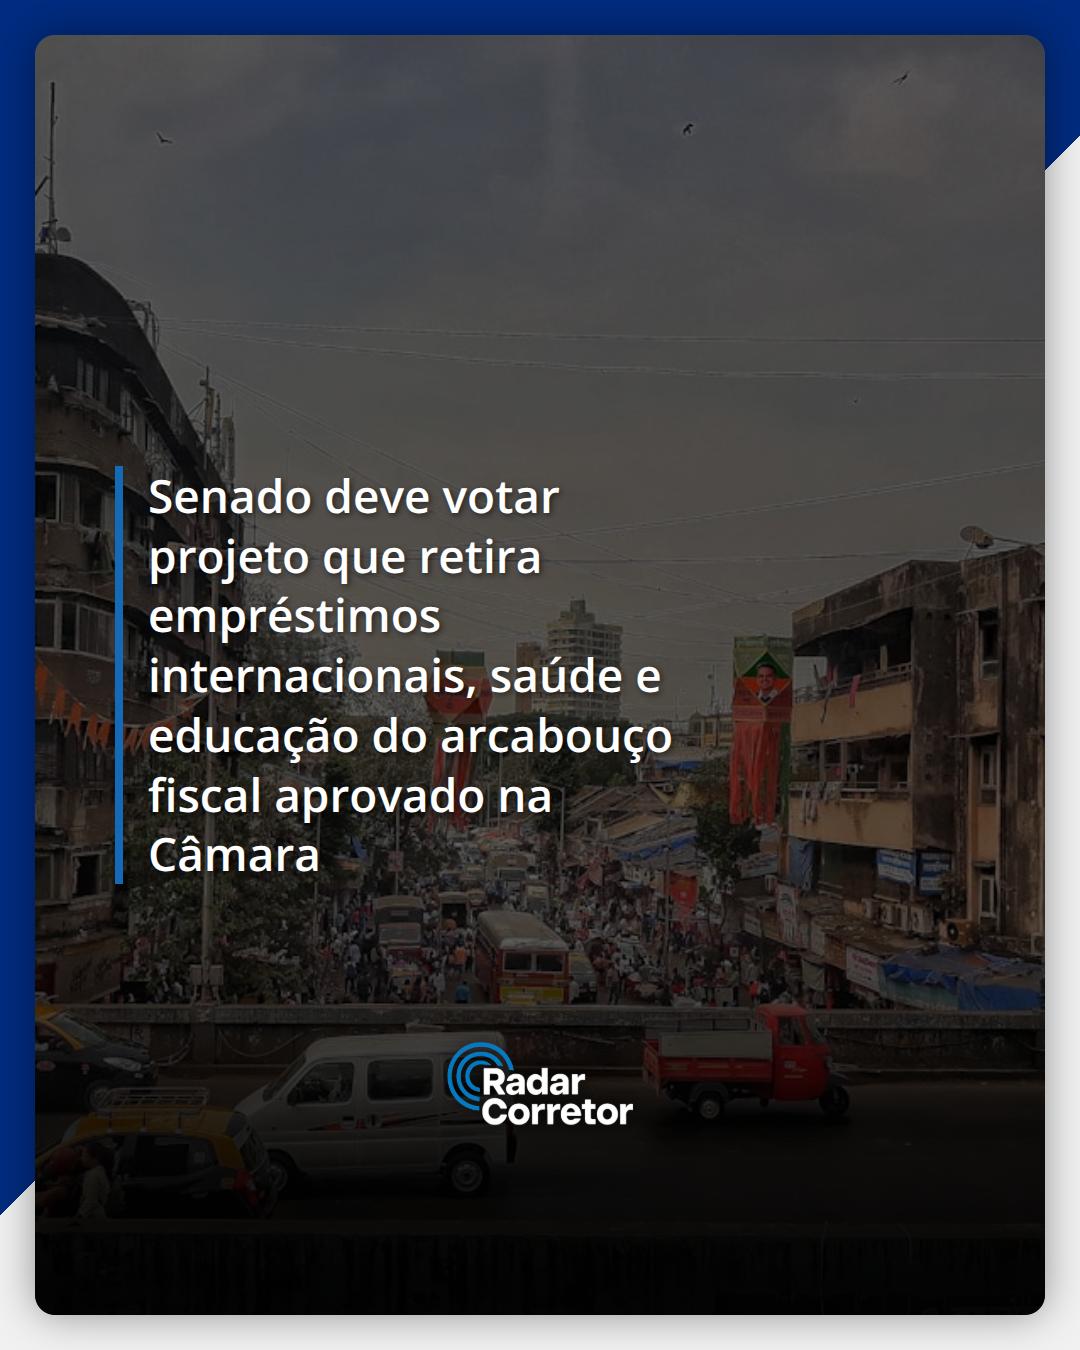 Senado deve votar
projeto que retira
empréstimos
internacionais, saúde e
educação do arcabouço
fiscal aprovado na
Câmara
Radar
Corretor